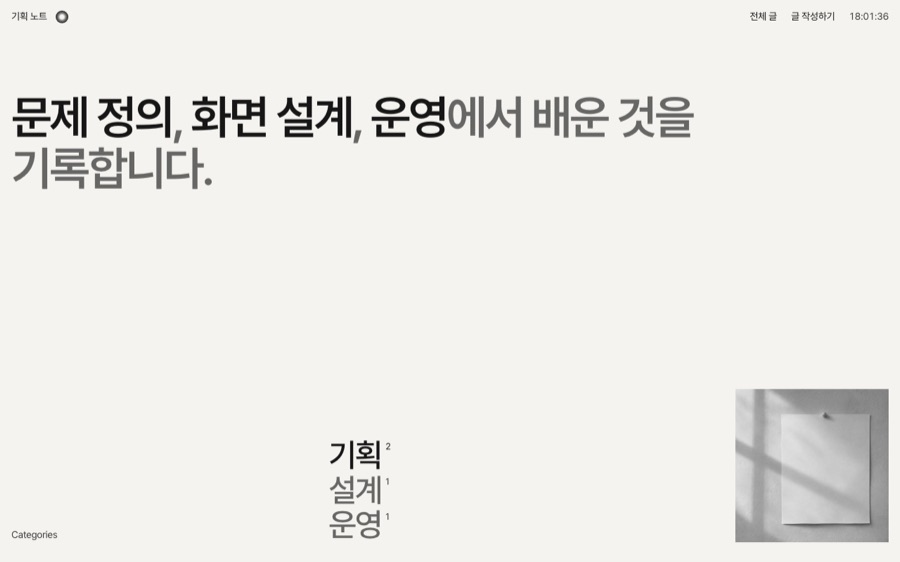 기획 노트
전체 글 글 작성하기 18:01:36
문제 정의, 화면 설계, 운영에서 배운 것을
기록합니다.
기획 2
설계 1
운영 1
Categories